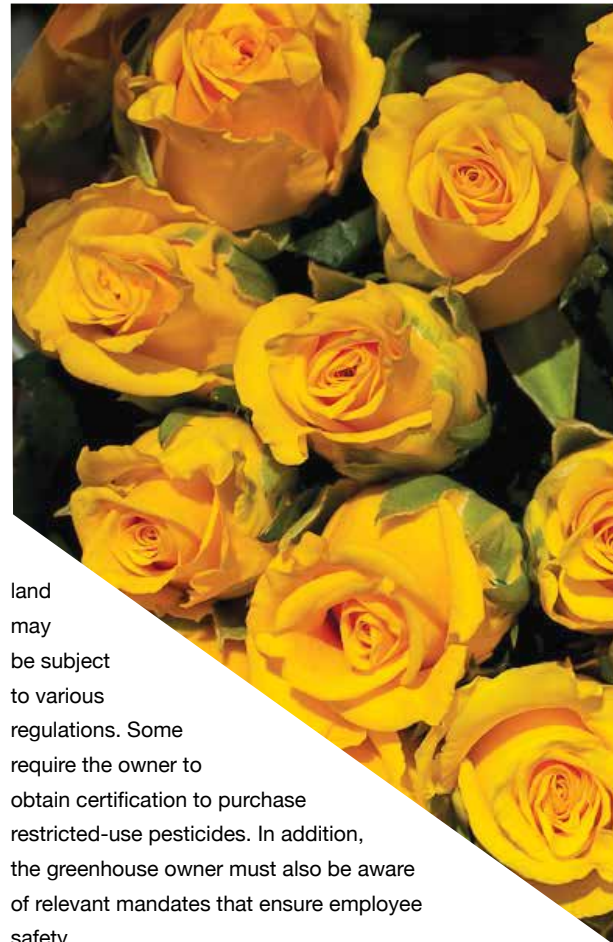 land
may
be subject
to various
regulations. Some
require the owner to
obtain certification to purchase
restricted-use pesticides. In addition,
the greenhouse owner must also be aware
of relevant mandates that ensure employee
safety